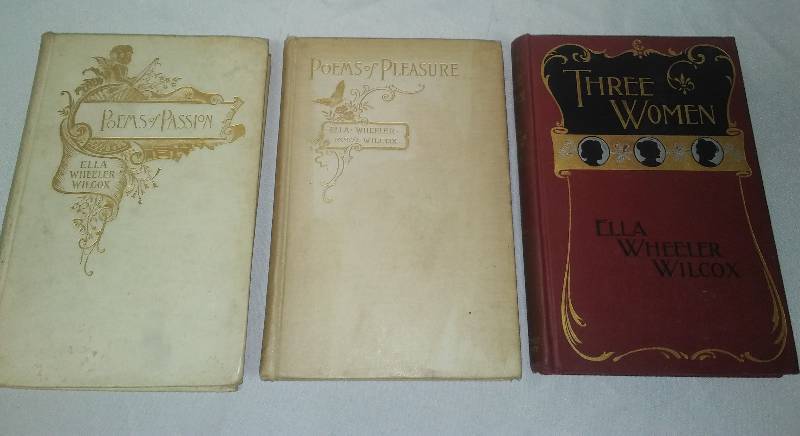 POEMS of PASSION
ELLA
WHEELER
WILCOX
POEMS of PLEASURE
ELLA · WHEELER ·
WILCOX
THREE
WOMEN
ELLA
WHEELER
WILCOX